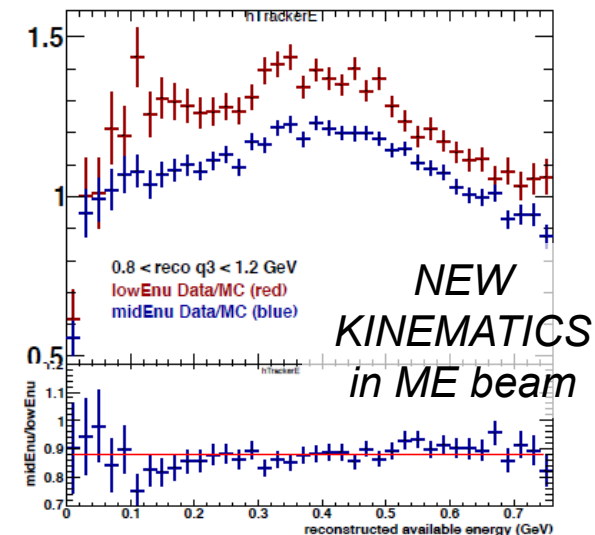 hTrackerE
1.5
1
0.5
0.8 < reco q3 < 1.2 GeV
lowEnu Data/MC (red)
midEnu Data/MC (blue)
NEW
KINEMATICS
in ME beam
hTrackerE
1.2
1.1
1
0.9
0.8
0.7
midEnu/lowEnu
0 0.1 0.2 0.3 0.4 0.5 0.6 0.7
reconstructed available energy (GeV)